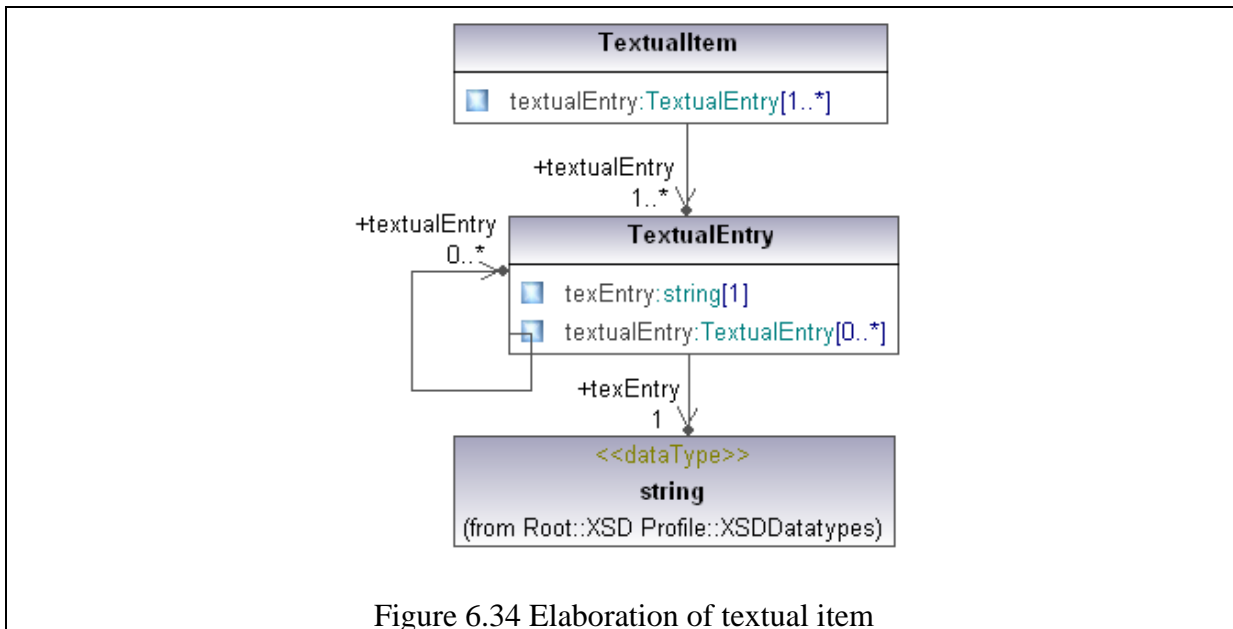 TextualItem
textualEntry:TextualEntry[1..*]
+textualEntry
1..*
+textualEntry
0..*
TextualEntry
texEntry:string[1]
textualEntry:TextualEntry[0..*]
+texEntry
1
<<dataType>>
string
(from Root::XSD Profile::XSDDatatypes)
Figure 6.34 Elaboration of textual item